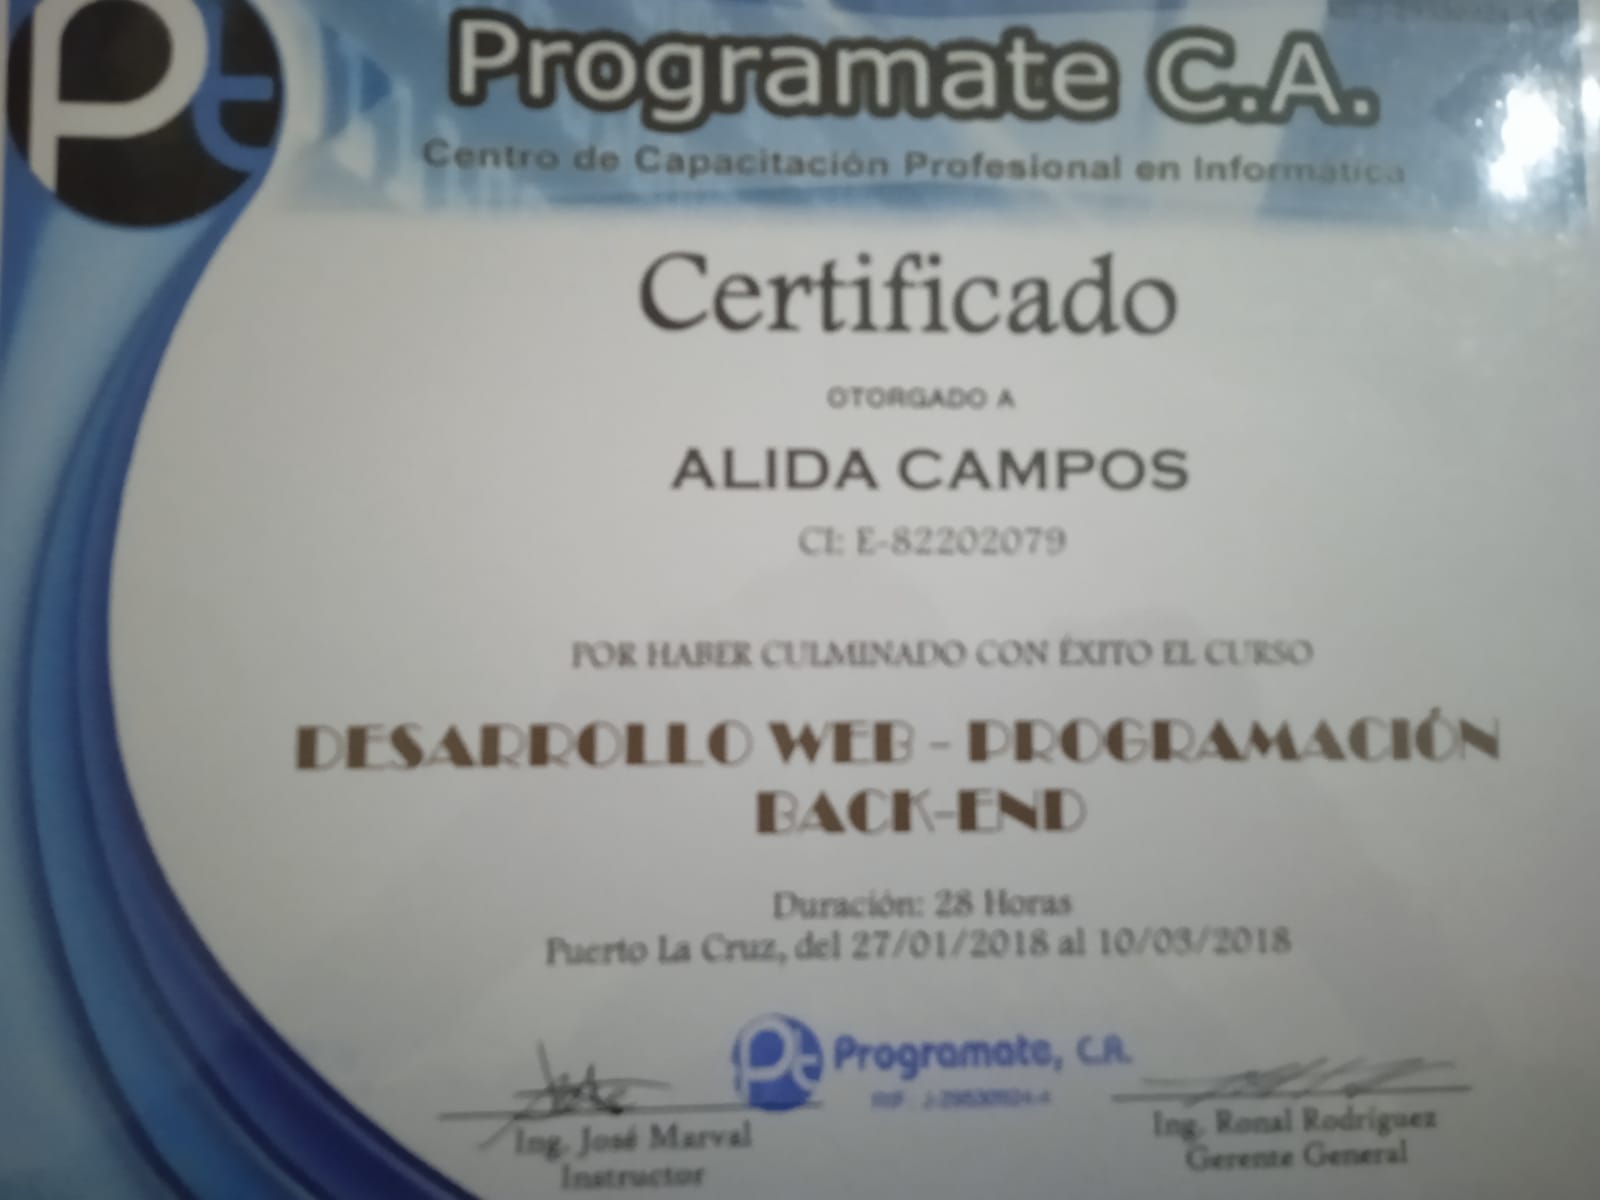 Pt
Programate C.A.
Centro de Capacitación Profesional en Informática
Certificado
OTORGADO A
ALIDA CAMPOS
CI: E-82202079
POR HABER CULMINADO CON ÉXITO EL CURSO
DESARROLLO WEB - PROGRAMACIÓN
BACK-END
Duración: 28 Horas
Puerto La Cruz, del 27/01/2018 al 10/03/2018
Pt Programate, C.A.
RIF
Ing. José Marval
Instructor
Ing. Ronal Rodríguez
Gerente General